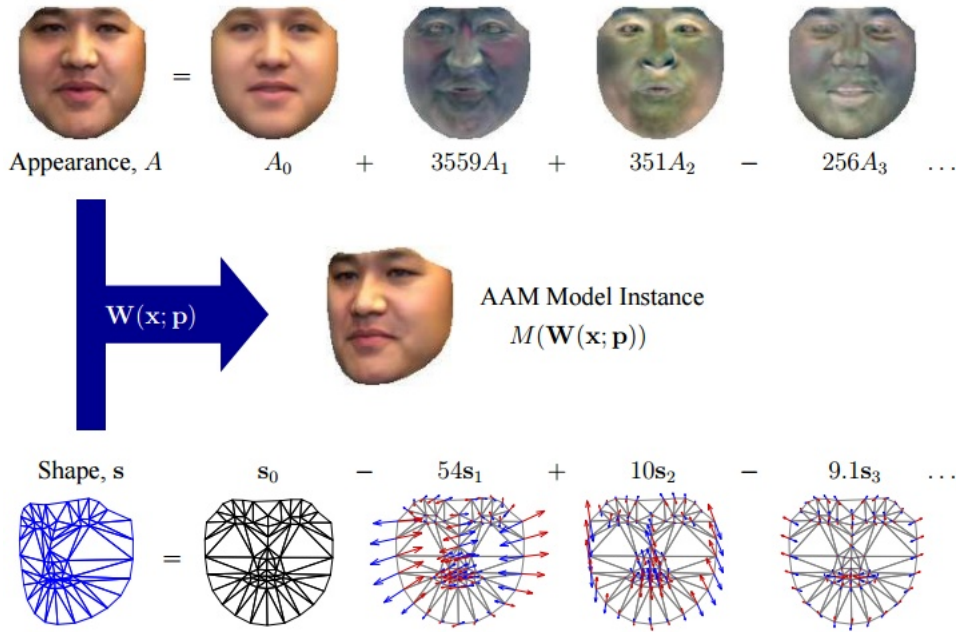 =
Appearance, A A₀ + 3559A₁ + 351A₂ − 256A₃ …
W(x; p)
AAM Model Instance
M(W(x; p))
Shape, s s₀ − 54s₁ + 10s₂ − 9.1s₃ …
=